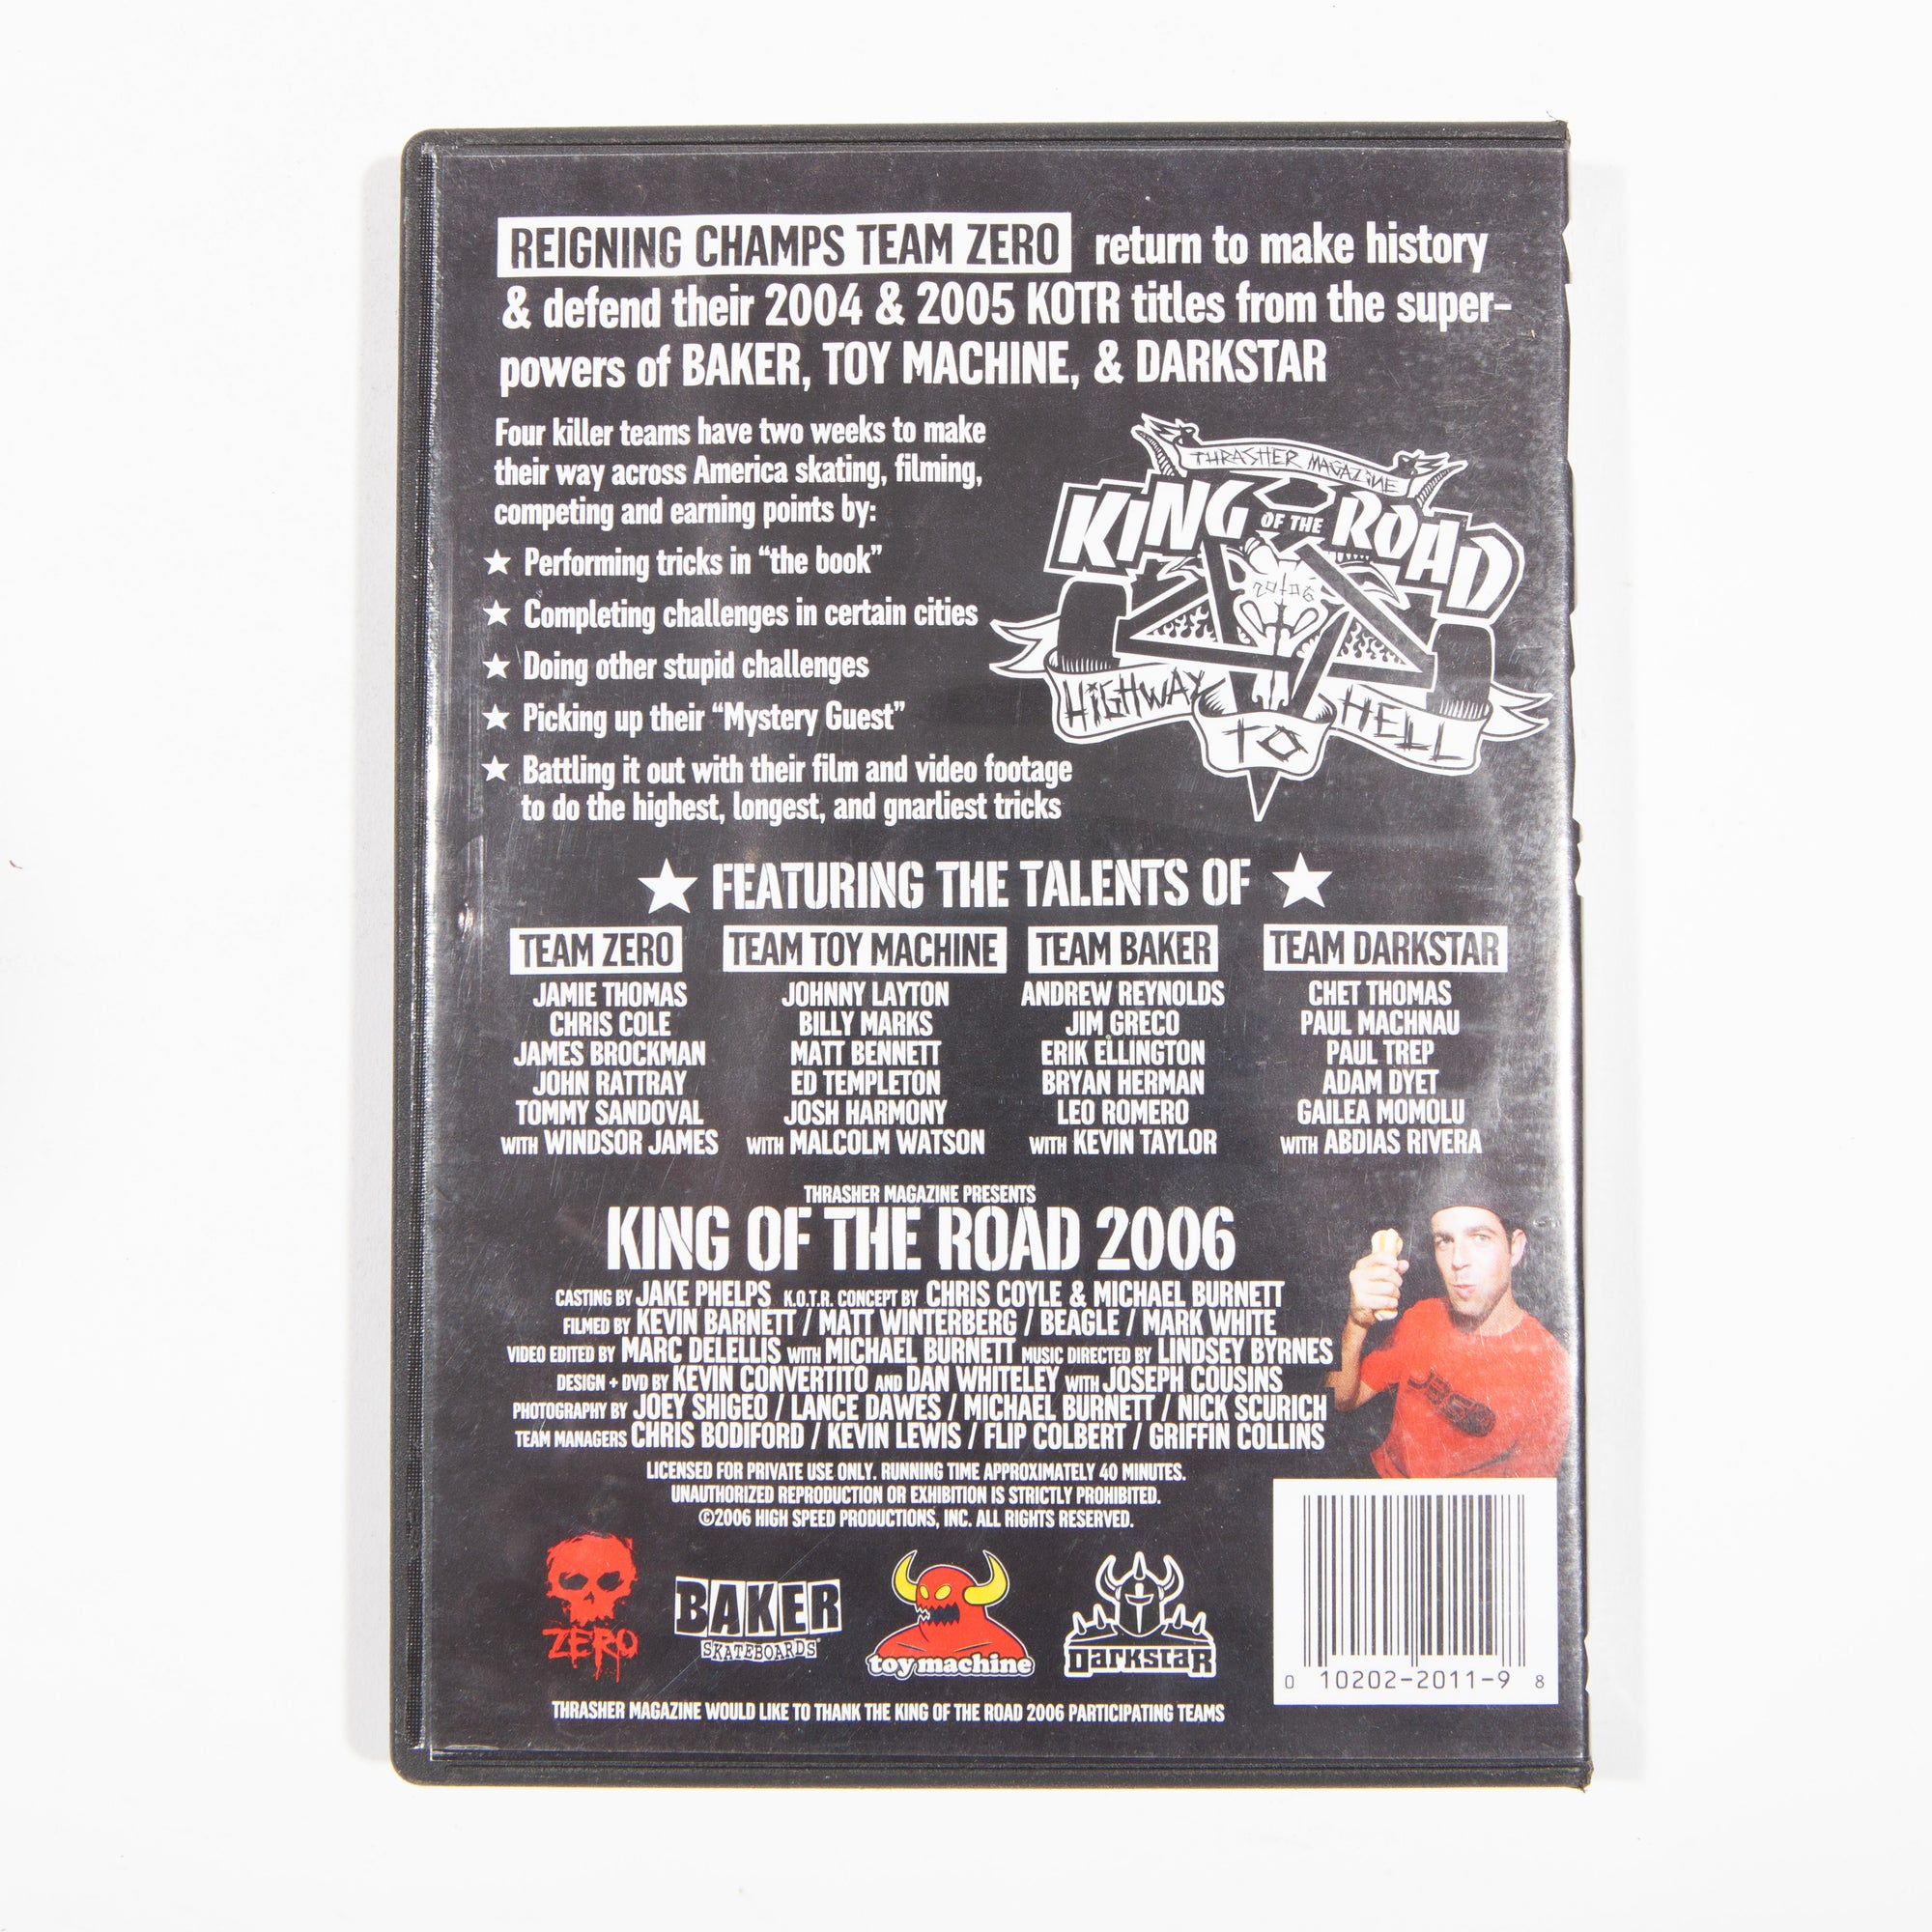 REIGNING CHAMPS TEAM ZERO return to make history
& defend their 2004 & 2005 KOTR titles from the super-
powers of BAKER, TOY MACHINE, & DARKSTAR
Four killer teams have two weeks to make
their way across America skating, filming,
competing and earning points by:
★ Performing tricks in “the book”
★ Completing challenges in certain cities
★ Doing other stupid challenges
★ Picking up their “Mystery Guest”
★ Battling it out with their film and video footage
to do the highest, longest, and gnarliest tricks
THRASHER MAGAZINE
KING OF THE ROAD
2006
HIGHWAY TO HELL
★ FEATURING THE TALENTS OF ★
TEAM ZERO
JAMIE THOMAS
CHRIS COLE
JAMES BROCKMAN
JOHN RATTRAY
TOMMY SANDOVAL
WITH WINDSOR JAMES
TEAM TOY MACHINE
JOHNNY LAYTON
BILLY MARKS
MATT BENNETT
ED TEMPLETON
JOSH HARMONY
WITH MALCOLM WATSON
TEAM BAKER
ANDREW REYNOLDS
JIM GRECO
ERIK ELLINGTON
BRYAN HERMAN
LEO ROMERO
WITH KEVIN TAYLOR
TEAM DARKSTAR
CHET THOMAS
PAUL MACHNAU
PAUL TREP
ADAM DYET
GAILEA MOMOLU
WITH ABDIAS RIVERA
THRASHER MAGAZINE PRESENTS
KING OF THE ROAD 2006
CASTING BY JAKE PHELPS K.O.T.R. CONCEPT BY CHRIS COYLE & MICHAEL BURNETT
FILMED BY KEVIN BARNETT / MATT WINTERBERG / BEAGLE / MARK WHITE
VIDEO EDITED BY MARC DELELLIS WITH MICHAEL BURNETT MUSIC DIRECTED BY LINDSEY BYRNES
DESIGN + DVD BY KEVIN CONVERTITO AND DAN WHITELEY WITH JOSEPH COUSINS
PHOTOGRAPHY BY JOEY SHIGEO / LANCE DAWES / MICHAEL BURNETT / NICK SCURICH
TEAM MANAGERS CHRIS BODIFORD / KEVIN LEWIS / FLIP COLBERT / GRIFFIN COLLINS
LICENSED FOR PRIVATE USE ONLY. RUNNING TIME APPROXIMATELY 40 MINUTES.
UNAUTHORIZED REPRODUCTION OR EXHIBITION IS STRICTLY PROHIBITED.
©2006 HIGH SPEED PRODUCTIONS, INC. ALL RIGHTS RESERVED.
ZERO
BAKER
SKATEBOARDS
toy machine
DARKSTAR
0 10202-2011-9 8
THRASHER MAGAZINE WOULD LIKE TO THANK THE KING OF THE ROAD 2006 PARTICIPATING TEAMS